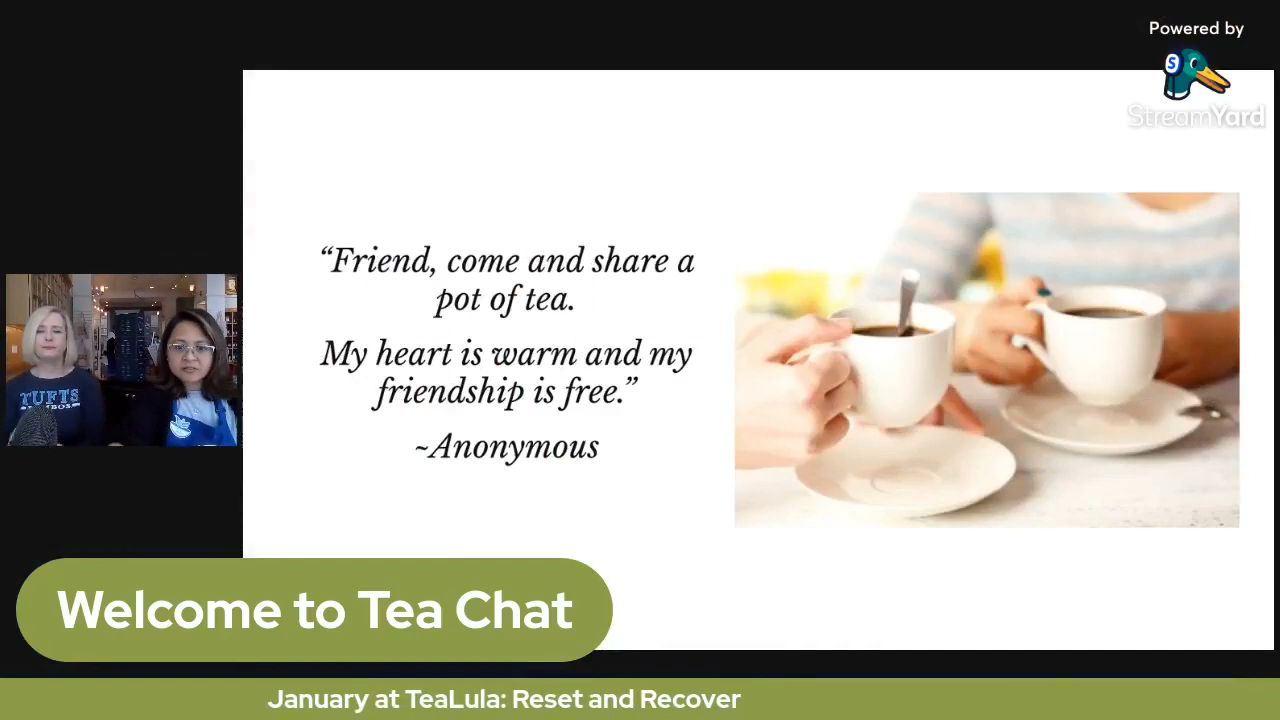 Powered by
S
StreamYard
“Friend, come and share a
pot of tea.
My heart is warm and my
friendship is free.”
~Anonymous
TUFTS
Welcome to Tea Chat
January at TeaLula: Reset and Recover